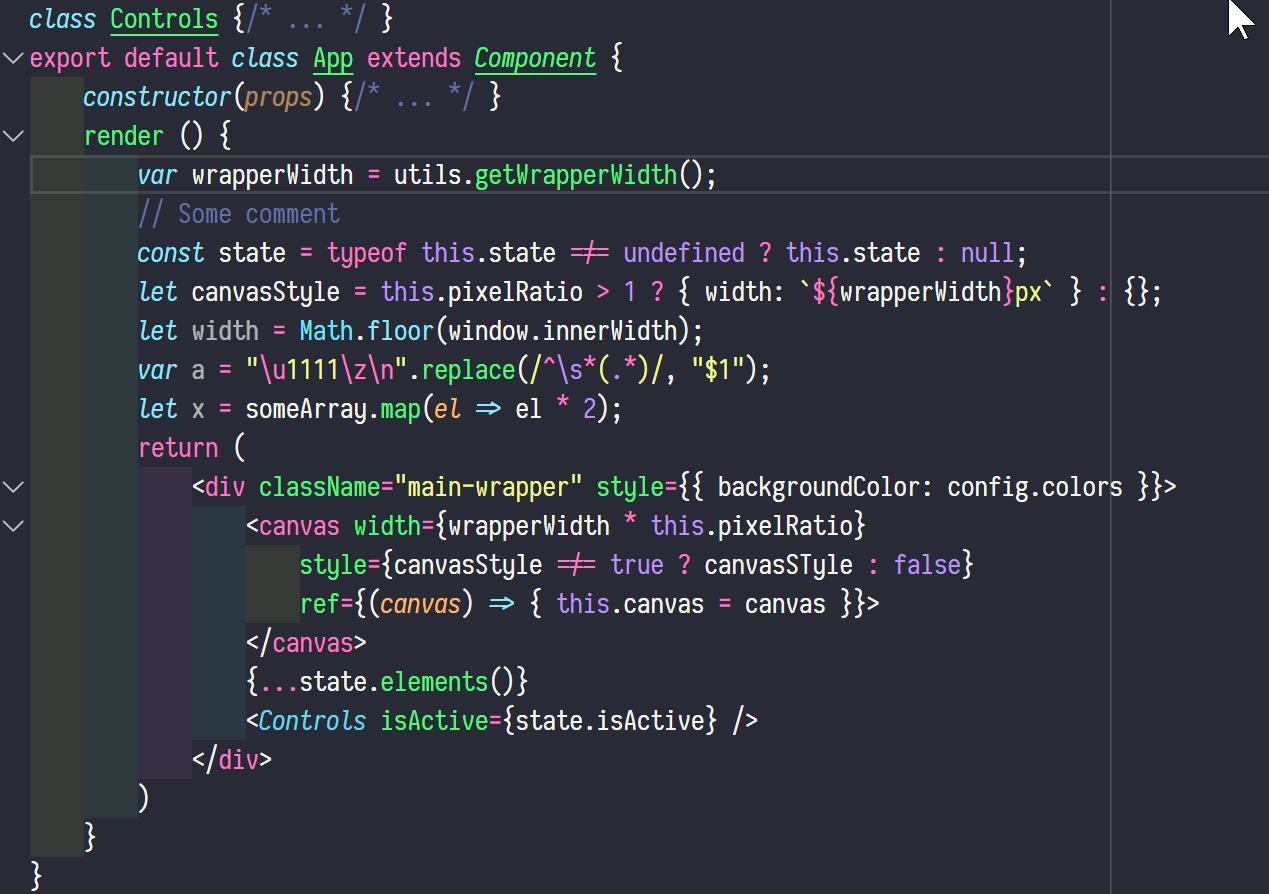 class Controls {/* ... */ }
export default class App extends Component {
constructor(props) {/* ... */ }
render () {
var wrapperWidth = utils.getWrapperWidth();
// Some comment
const state = typeof this.state !== undefined ? this.state : null;
let canvasStyle = this.pixelRatio > 1 ? { width: `${wrapperWidth}px` } : {};
let width = Math.floor(window.innerWidth);
var a = "\u1111\z\n".replace(/^\s*(.*)/, "$1");
let x = someArray.map(el => el * 2);
return (
<div className="main-wrapper" style={{ backgroundColor: config.colors }}>
<canvas width={wrapperWidth * this.pixelRatio}
style={canvasStyle !== true ? canvasSTyle : false}
ref={(canvas) => { this.canvas = canvas }}>
</canvas>
{...state.elements()}
<Controls isActive={state.isActive} />
</div>
)
}
}